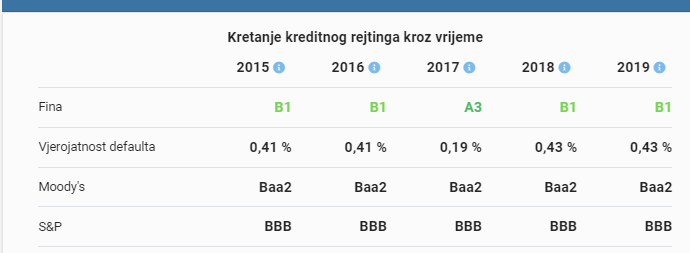 Kretanje kreditnog rejtinga kroz vrijeme
2015 2016 2017 2018 2019
Fina B1 B1 A3 B1 B1
Vjerojatnost defaulta 0,41 % 0,41 % 0,19 % 0,43 % 0,43 %
Moody's Baa2 Baa2 Baa2 Baa2 Baa2
S&P BBB BBB BBB BBB BBB